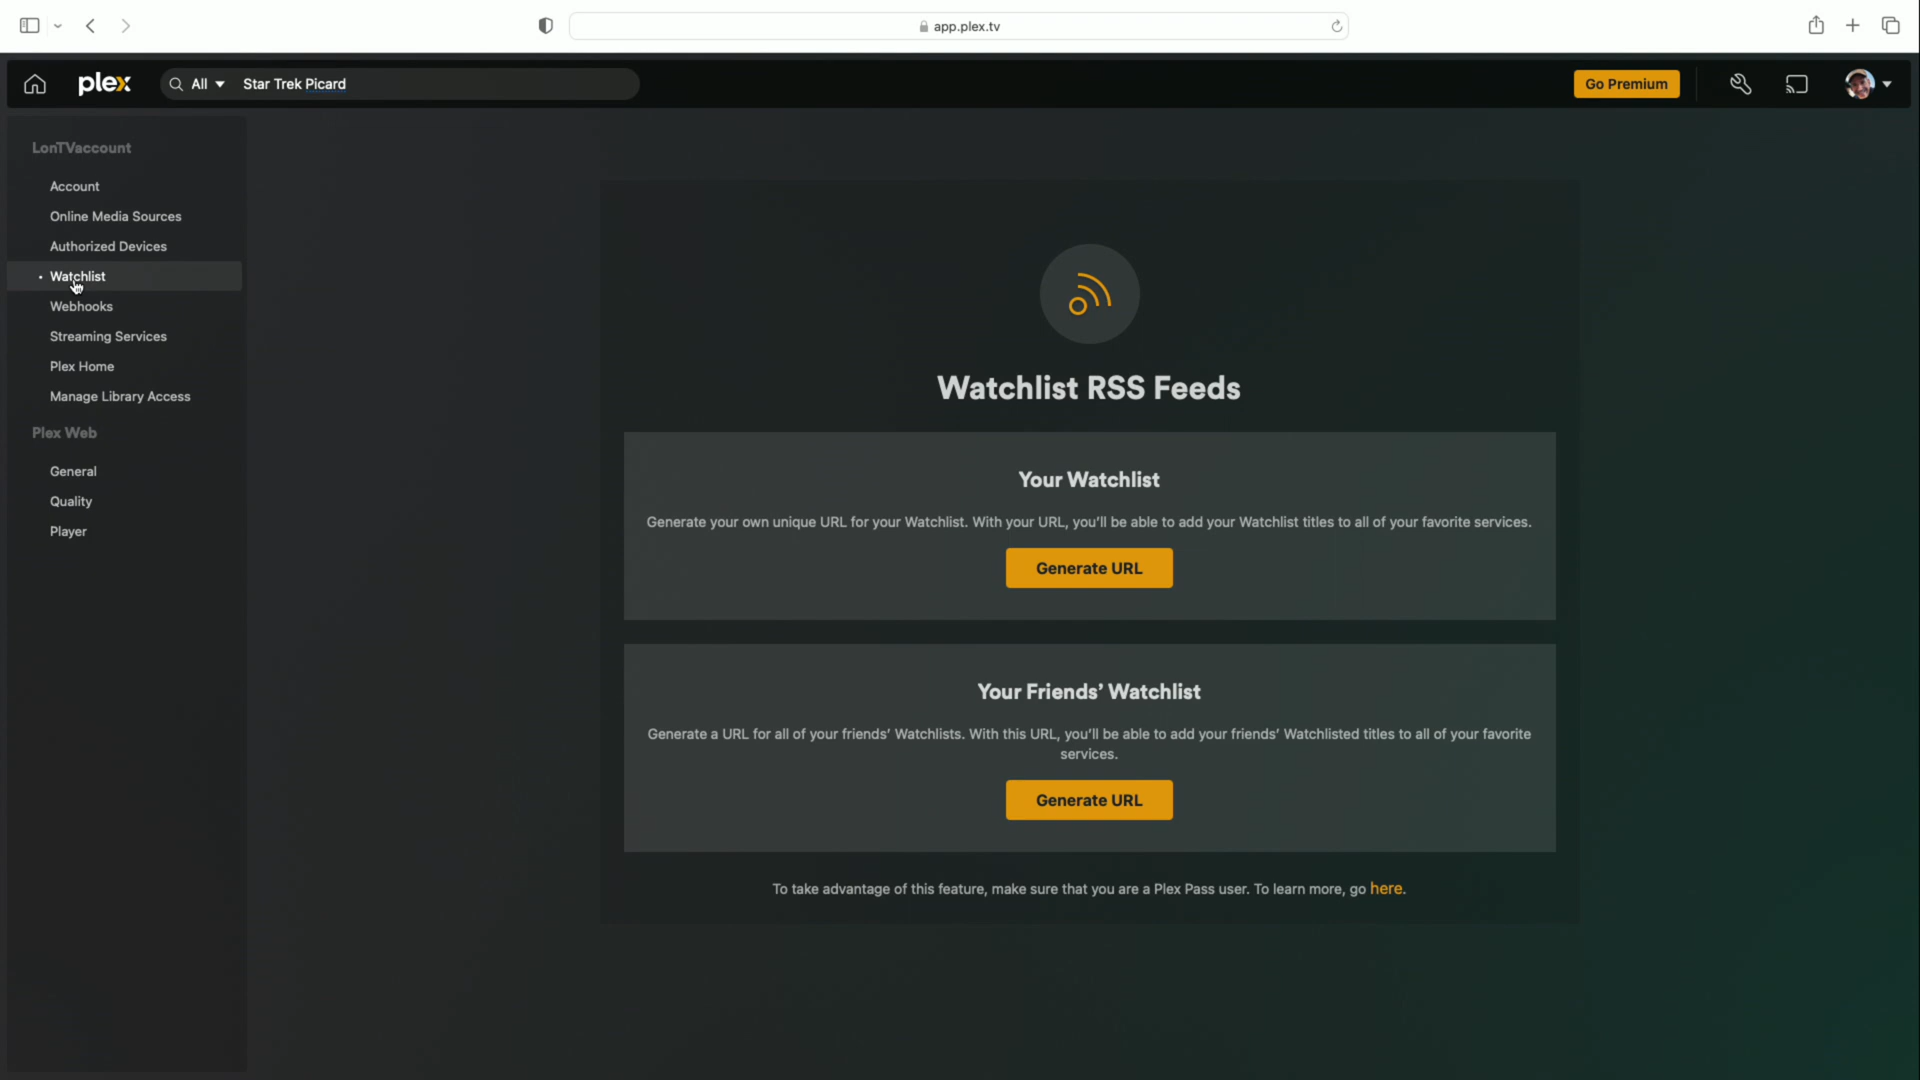 app.plex.tv
plex
All
Star Trek Picard
Go Premium
LonTVaccount
Account
Online Media Sources
Authorized Devices
Watchlist
Webhooks
Streaming Services
Plex Home
Manage Library Access
Plex Web
General
Quality
Player
Watchlist RSS Feeds
Your Watchlist
Generate your own unique URL for your Watchlist. With your URL, you'll be able to add your Watchlist titles to all of your favorite services.
Generate URL
Your Friends' Watchlist
Generate a URL for all of your friends' Watchlists. With this URL, you'll be able to add your friends' Watchlisted titles to all of your favorite
services.
Generate URL
To take advantage of this feature, make sure that you are a Plex Pass user. To learn more, go here.